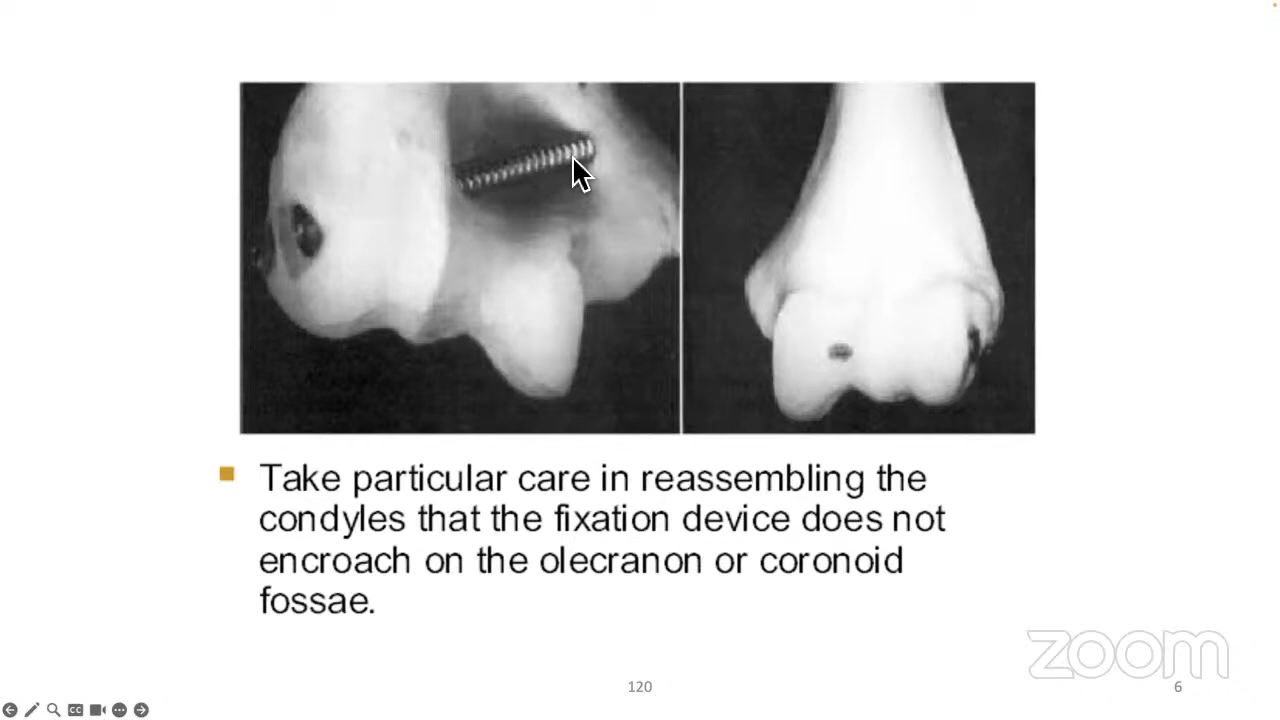 Take particular care in reassembling the
condyles that the fixation device does not
encroach on the olecranon or coronoid
fossae.
zoom
120
6
CC